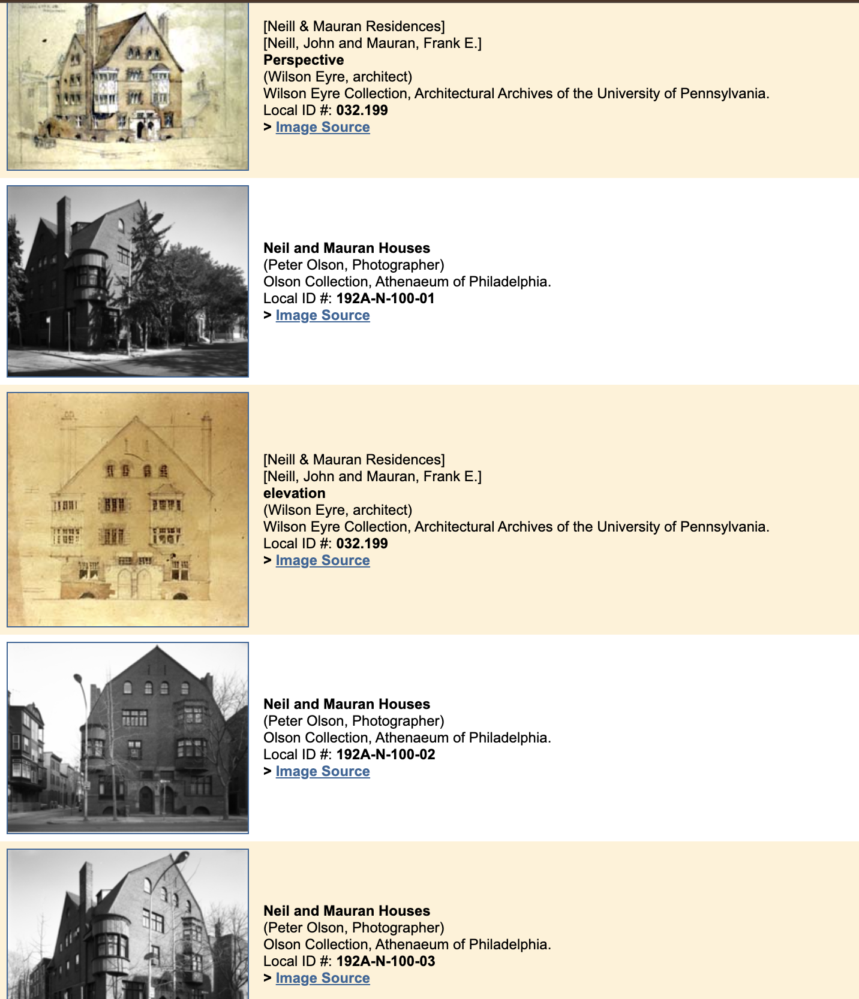 [Neill & Mauran Residences]
[Neill, John and Mauran, Frank E.]
Perspective
(Wilson Eyre, architect)
Wilson Eyre Collection, Architectural Archives of the University of Pennsylvania.
Local ID #: 032.199
> Image Source
Neil and Mauran Houses
(Peter Olson, Photographer)
Olson Collection, Athenaeum of Philadelphia.
Local ID #: 192A-N-100-01
> Image Source
[Neill & Mauran Residences]
[Neill, John and Mauran, Frank E.]
elevation
(Wilson Eyre, architect)
Wilson Eyre Collection, Architectural Archives of the University of Pennsylvania.
Local ID #: 032.199
> Image Source
Neil and Mauran Houses
(Peter Olson, Photographer)
Olson Collection, Athenaeum of Philadelphia.
Local ID #: 192A-N-100-02
> Image Source
Neil and Mauran Houses
(Peter Olson, Photographer)
Olson Collection, Athenaeum of Philadelphia.
Local ID #: 192A-N-100-03
> Image Source